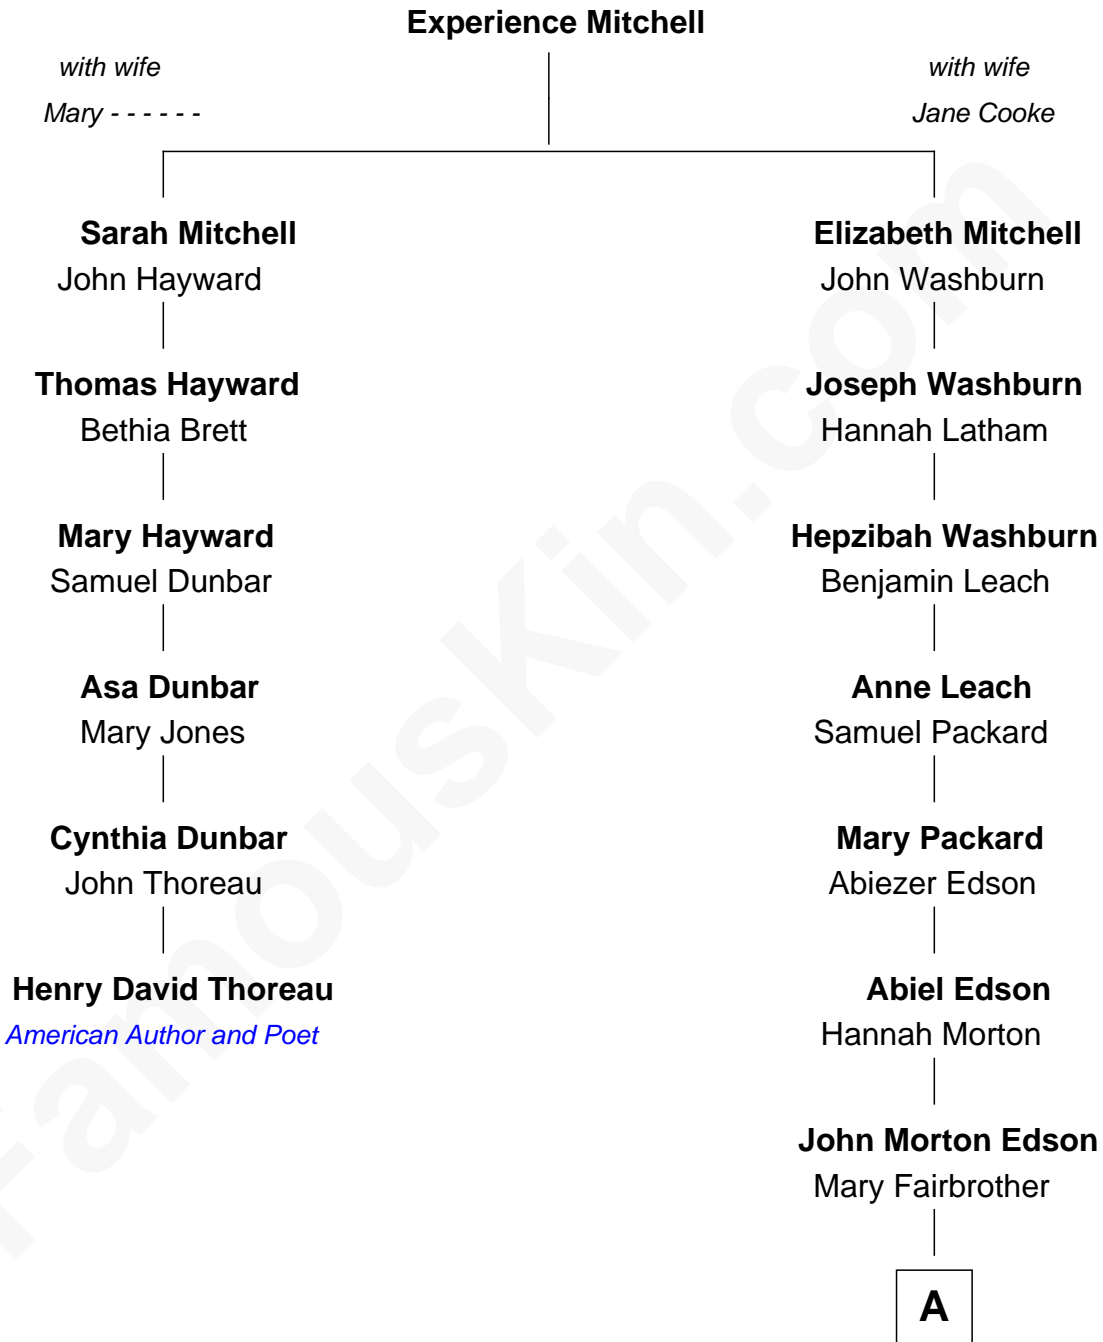 Experience Mitchell
with wife
Mary - - - - - -
with wife
Jane Cooke
Sarah Mitchell
John Hayward
Elizabeth Mitchell
John Washburn
Thomas Hayward
Bethia Brett
Joseph Washburn
Hannah Latham
Mary Hayward
Samuel Dunbar
Hepzibah Washburn
Benjamin Leach
Asa Dunbar
Mary Jones
Anne Leach
Samuel Packard
Cynthia Dunbar
John Thoreau
Mary Packard
Abiezer Edson
Henry David Thoreau
American Author and Poet
Abiel Edson
Hannah Morton
John Morton Edson
Mary Fairbrother
A
FamousKin.com